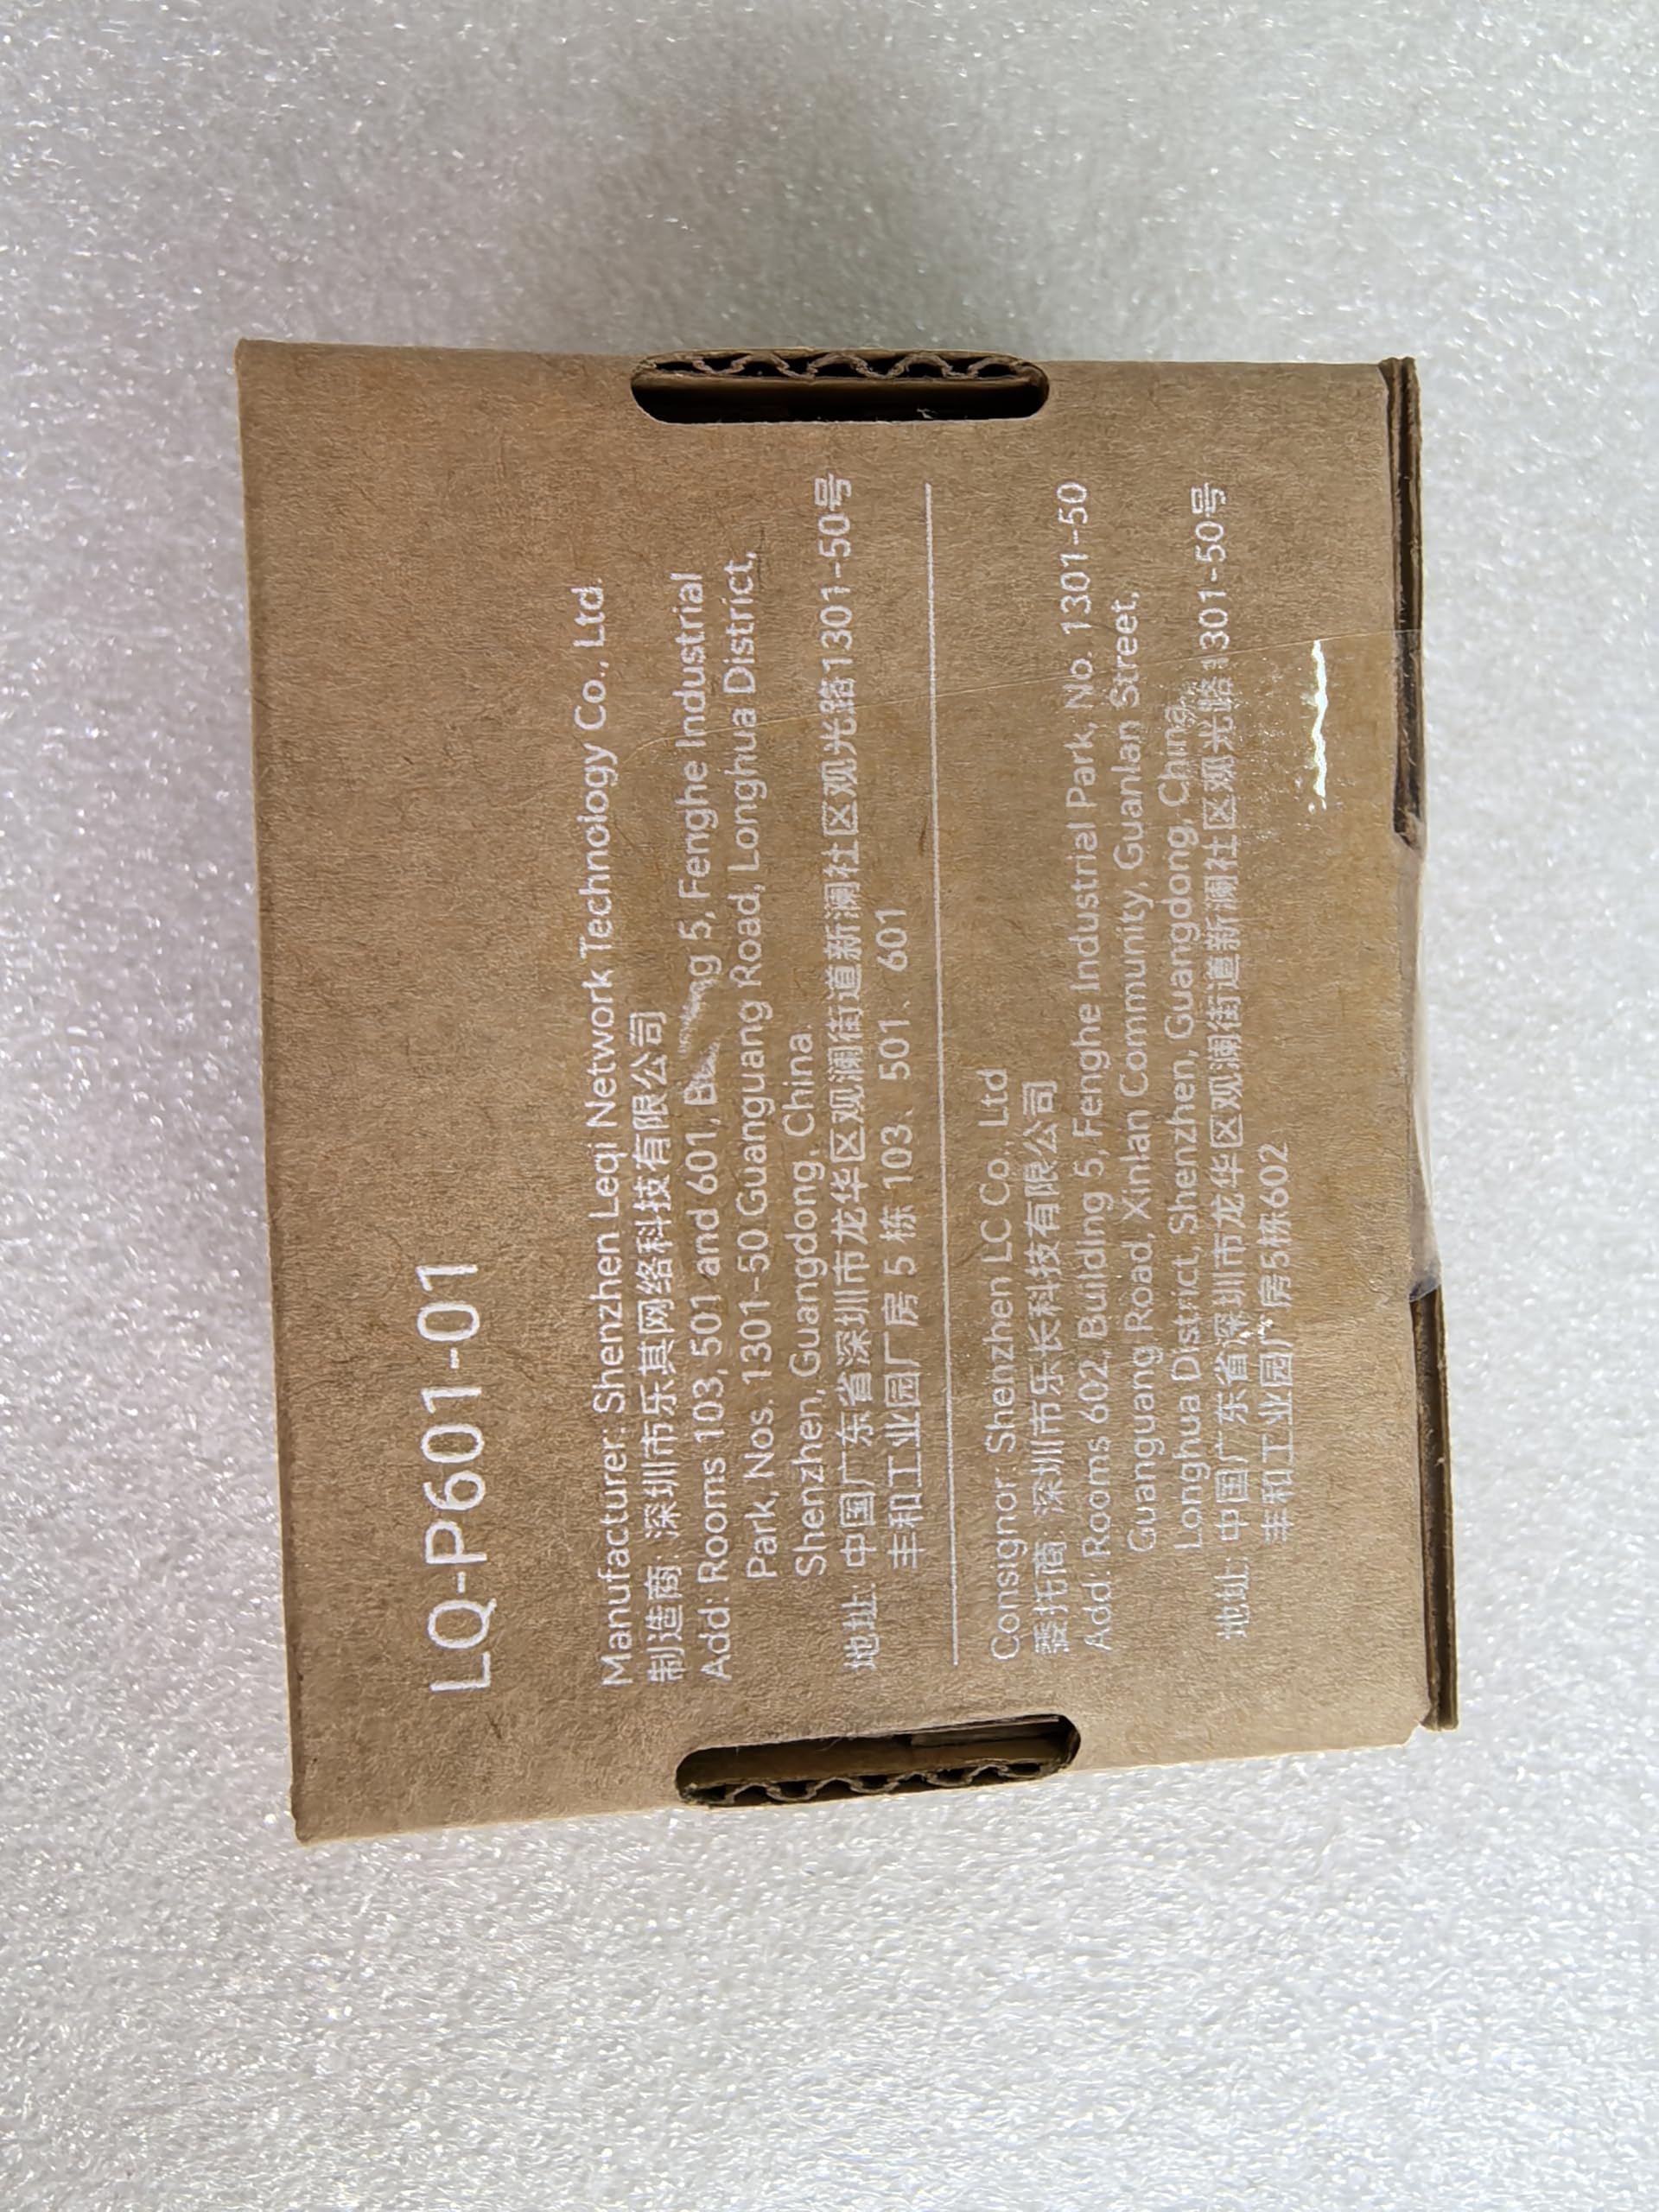 LQ-P601-01
Manufacturer: Shenzhen Leqi Network Technology Co., Ltd
制造商: 深圳市乐其网络科技有限公司
Add: Rooms 103, 501 and 601, 5, Fenghe Industrial
Park, Nos. 1301-50 Guanguang Road, Longhua District,
Shenzhen, Guangdong, China.
地址: 中国广东省深圳市龙华区观澜街道新澜社区观光路1301-50号
丰和工业园厂房 5 栋 103、501、601
Consignor: Shenzhen LC Co., Ltd
委托商: 深圳市乐长科技有限公司
Add: Rooms 602, Building 5, Fenghe Industrial Park, No. 1301-50
Guanguang Road, Xinlan Community, Guanlan Street,
Longhua District, Shenzhen, Guangdong, China
地址: 中国广东省深圳市龙华区观澜街道新澜社区观光路1301-50号
丰和工业园厂房5栋602